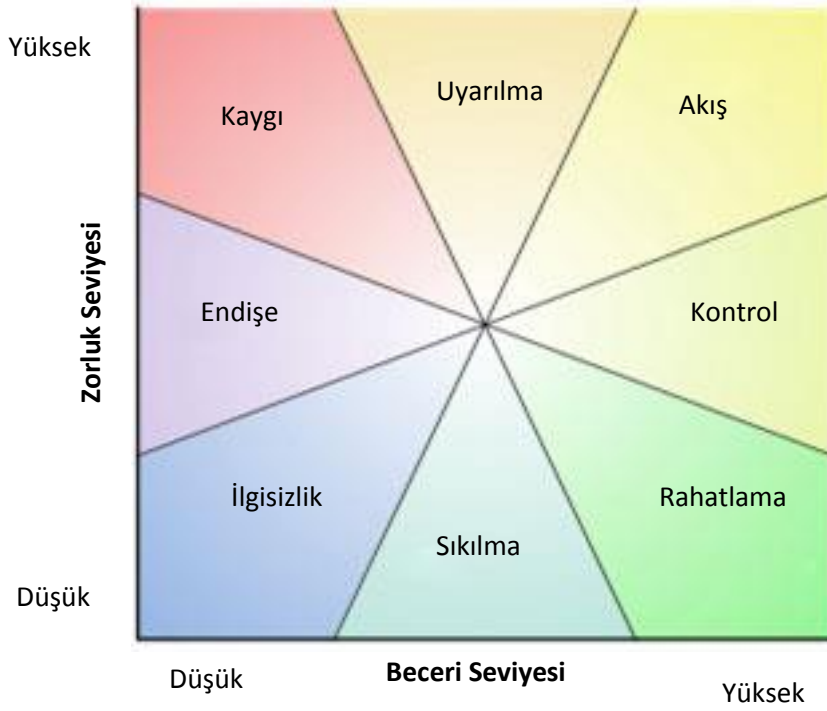 Yüksek
Uyarılma
Akış
Kaygı
Zorluk Seviyesi
Endişe
Kontrol
İlgisizlik
Rahatlama
Sıkılma
Düşük
Düşük
Beceri Seviyesi
Yüksek